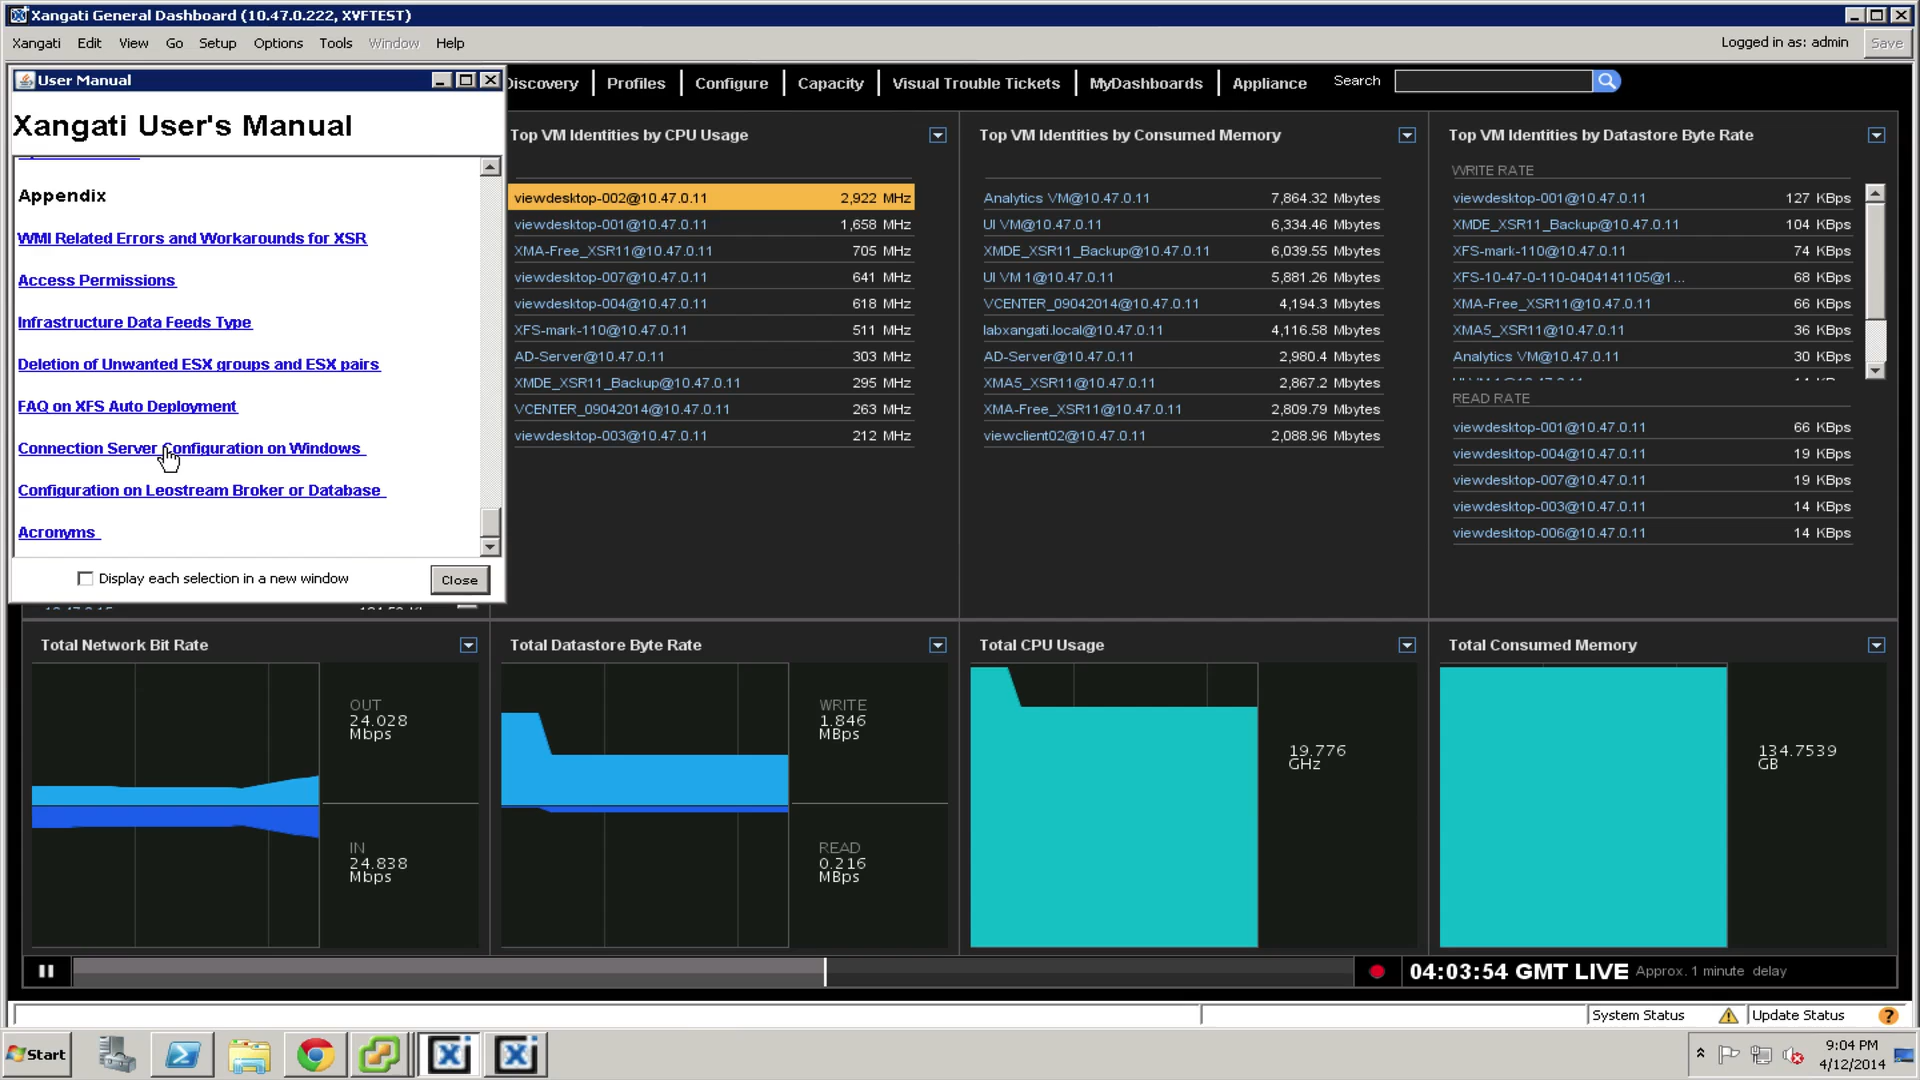 Xangati General Dashboard (10.47.0.222, XVFTEST)
Xangati Edit View Go Setup Options Tools Window Help
Logged in as: admin
Save
User Manual
Xangati User's Manual
Appendix
WMI Related Errors and Workarounds for XSR
Access Permissions
Infrastructure Data Feeds Type
Deletion of Unwanted ESX groups and ESX pairs
FAQ on XFS Auto Deployment
Connection Server Configuration on Windows
Configuration on Leostream Broker or Database
Acronyms
Display each selection in a new window
Close
Discovery Profiles Configure Capacity Visual Trouble Tickets MyDashboards Appliance Search
Top VM Identities by CPU Usage
viewdesktop-002@10.47.0.11 2,922 MHz
viewdesktop-001@10.47.0.11 1,658 MHz
XMA-Free_XSR11@10.47.0.11 705 MHz
viewdesktop-007@10.47.0.11 641 MHz
viewdesktop-004@10.47.0.11 618 MHz
XFS-mark-110@10.47.0.11 511 MHz
AD-Server@10.47.0.11 303 MHz
XMDE_XSR11_Backup@10.47.0.11 295 MHz
VCENTER_09042014@10.47.0.11 263 MHz
viewdesktop-003@10.47.0.11 212 MHz
Top VM Identities by Consumed Memory
Analytics VM@10.47.0.11 7,864.32 Mbytes
UI VM@10.47.0.11 6,334.46 Mbytes
XMDE_XSR11_Backup@10.47.0.11 6,039.55 Mbytes
UI VM 1@10.47.0.11 5,881.26 Mbytes
VCENTER_09042014@10.47.0.11 4,194.3 Mbytes
labxangati.local@10.47.0.11 4,116.58 Mbytes
AD-Server@10.47.0.11 2,980.4 Mbytes
XMA5_XSR11@10.47.0.11 2,867.2 Mbytes
XMA-Free_XSR11@10.47.0.11 2,809.79 Mbytes
viewclient02@10.47.0.11 2,088.96 Mbytes
Top VM Identities by Datastore Byte Rate
WRITE RATE
viewdesktop-001@10.47.0.11 127 KBps
XMDE_XSR11_Backup@10.47.0.11 104 KBps
XFS-mark-110@10.47.0.11 74 KBps
XFS-10-47-0-110-0404141105@1... 68 KBps
XMA-Free_XSR11@10.47.0.11 66 KBps
XMA5_XSR11@10.47.0.11 36 KBps
Analytics VM@10.47.0.11 30 KBps
READ RATE
viewdesktop-001@10.47.0.11 66 KBps
viewdesktop-004@10.47.0.11 19 KBps
viewdesktop-007@10.47.0.11 19 KBps
viewdesktop-003@10.47.0.11 14 KBps
viewdesktop-006@10.47.0.11 14 KBps
Total Network Bit Rate
OUT
24.028
Mbps
IN
24.838
Mbps
Total Datastore Byte Rate
WRITE
1.846
MBps
READ
0.216
MBps
Total CPU Usage
19.776
GHz
Total Consumed Memory
134.7539
GB
04:03:54 GMT LIVE Approx. 1 minute delay
System Status Update Status
Start
9:04 PM
4/12/2014